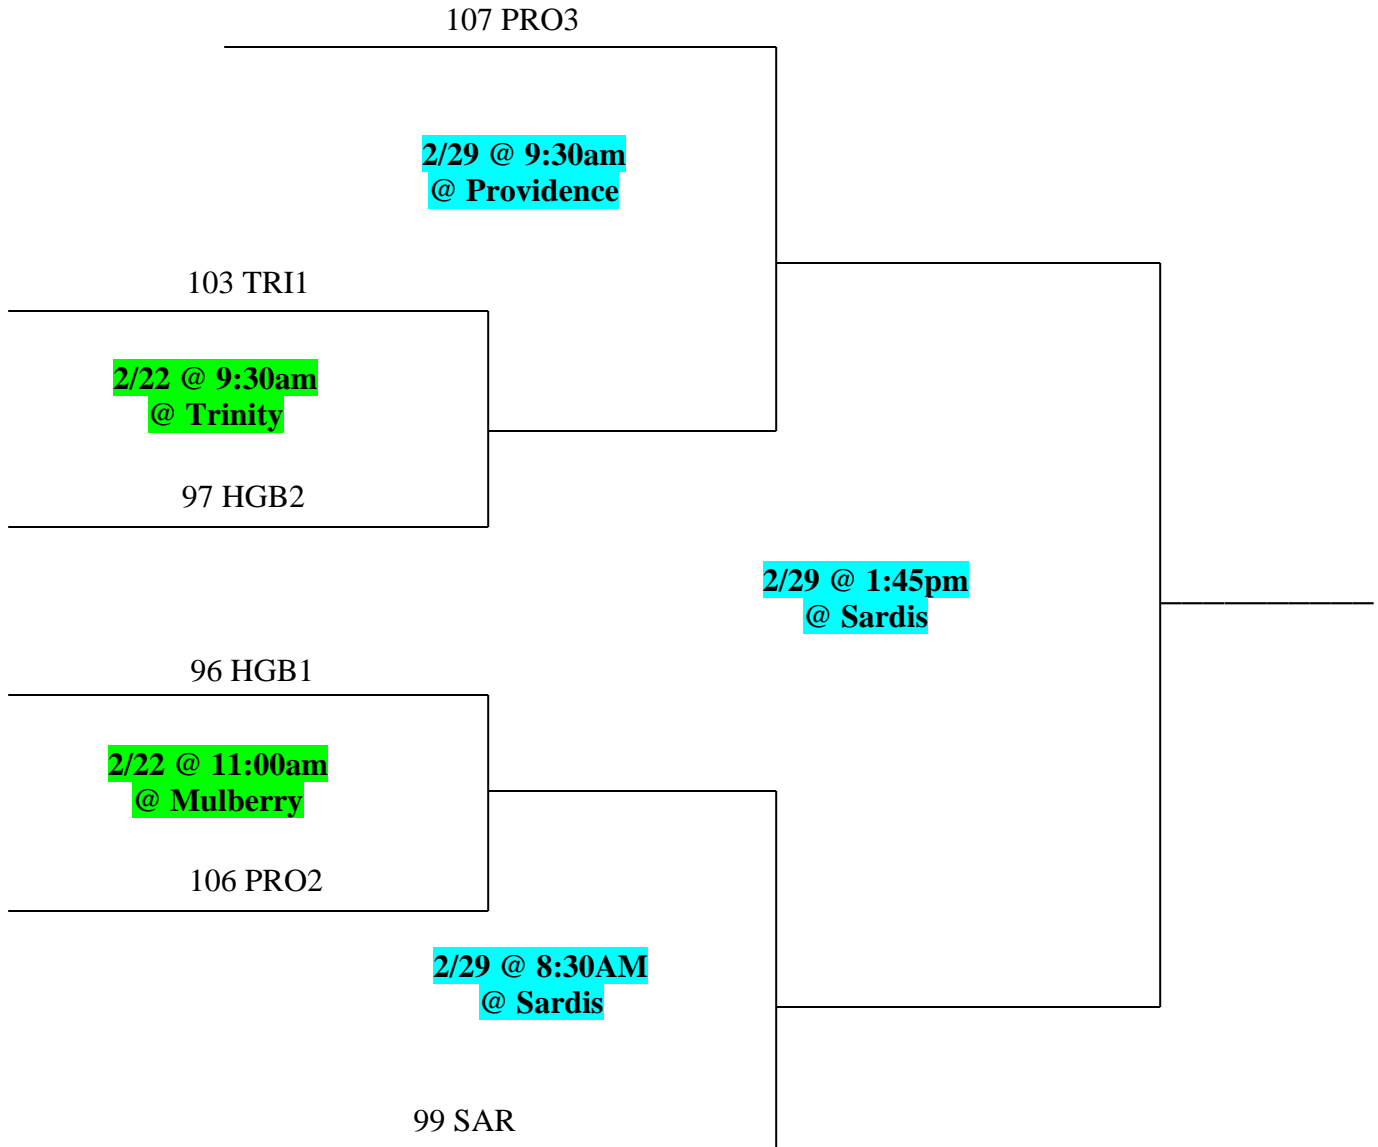 107 PRO3
2/29 @ 9:30am
@ Providence
103 TRI1
2/22 @ 9:30am
@ Trinity
97 HGB2
2/29 @ 1:45pm
@ Sardis
96 HGB1
2/22 @ 11:00am
@ Mulberry
106 PRO2
2/29 @ 8:30AM
@ Sardis
99 SAR